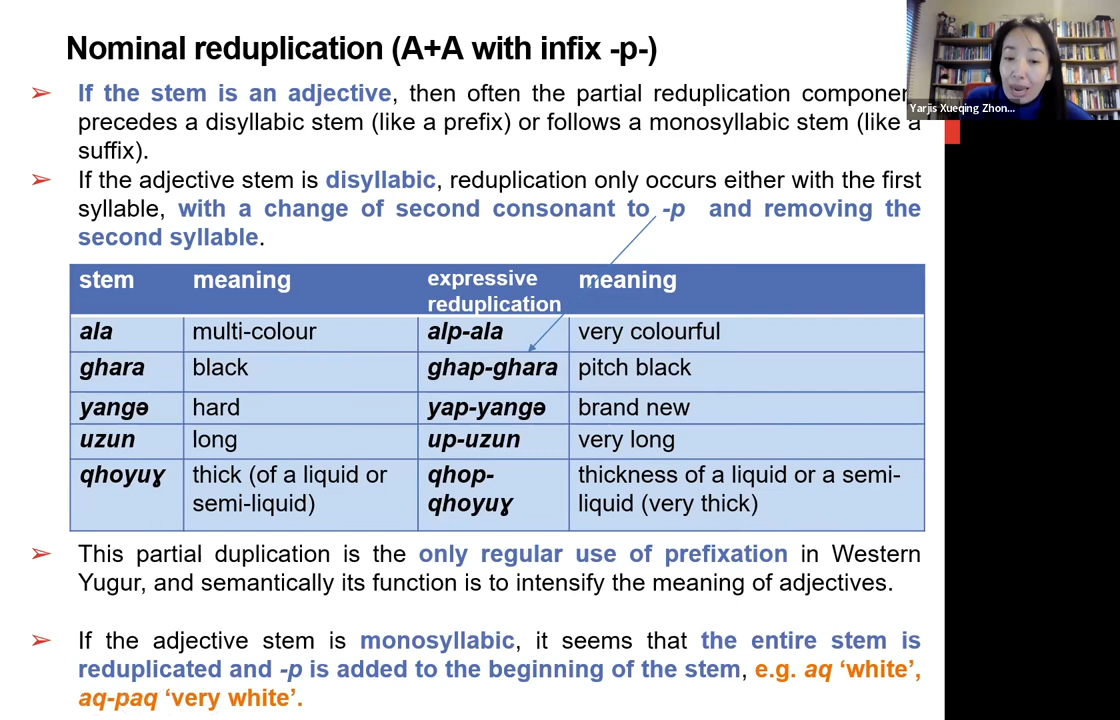 Nominal reduplication (A+A with infix -p-)
➢ If the stem is an adjective, then often the partial reduplication componen
precedes a disyllabic stem (like a prefix) or follows a monosyllabic stem (like a
suffix).
➢ If the adjective stem is disyllabic, reduplication only occurs either with the first
syllable, with a change of second consonant to -p and removing the
second syllable.
stem meaning expressive reduplication meaning
ala multi-colour alp-ala very colourful
ghara black ghap-ghara pitch black
yangə hard yap-yangə brand new
uzun long up-uzun very long
qhoyuɣ thick (of a liquid or semi-liquid) qhop-qhoyuɣ thickness of a liquid or a semi-liquid (very thick)
➢ This partial duplication is the only regular use of prefixation in Western
Yugur, and semantically its function is to intensify the meaning of adjectives.
➢ If the adjective stem is monosyllabic, it seems that the entire stem is
reduplicated and -p is added to the beginning of the stem, e.g. aq ‘white’,
aq-paq ‘very white’.
Yarjis Xueqing Zhon...